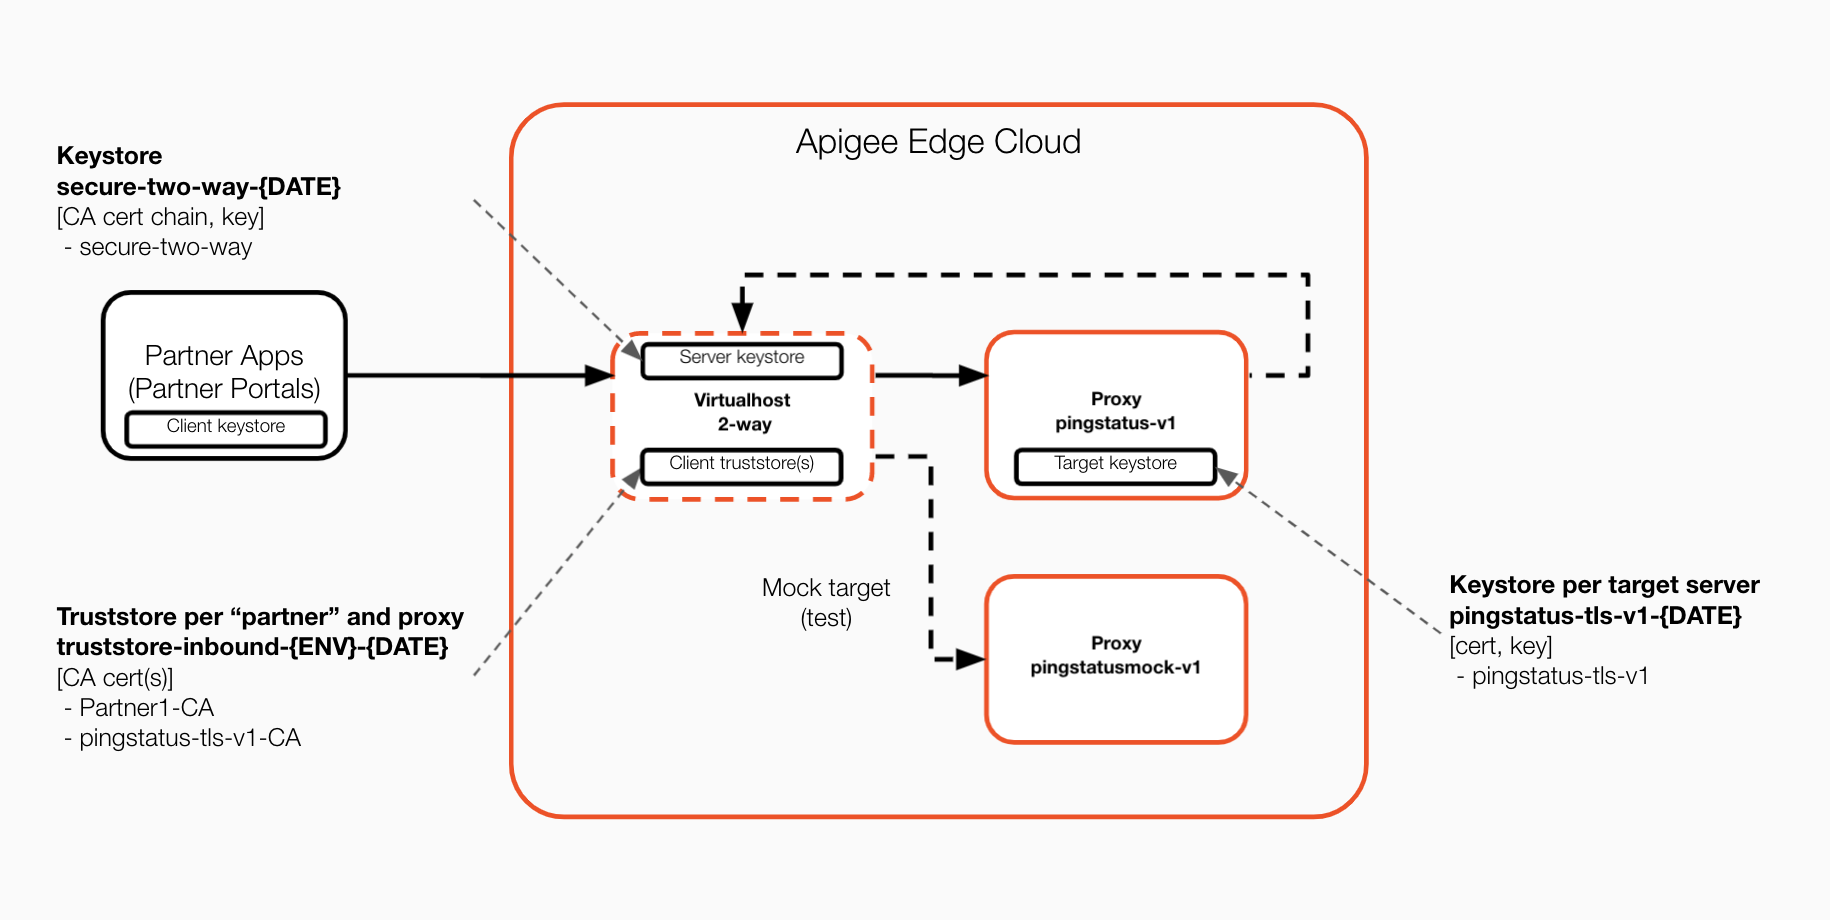 Apigee Edge Cloud
Keystore
secure-two-way-{DATE}
[CA cert chain, key]
- secure-two-way
Partner Apps
(Partner Portals)
Client keystore
Server keystore
Virtualhost
2-way
Client truststore(s)
Proxy
pingstatus-v1
Target keystore
Mock target
(test)
Proxy
pingstatusmock-v1
Truststore per “partner” and proxy
truststore-inbound-{ENV}-{DATE}
[CA cert(s)]
- Partner1-CA
- pingstatus-tls-v1-CA
Keystore per target server
pingstatus-tls-v1-{DATE}
[cert, key]
- pingstatus-tls-v1